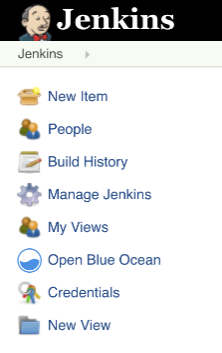 Jenkins
Jenkins
New Item
People
Build History
Manage Jenkins
My Views
Open Blue Ocean
Credentials
New View